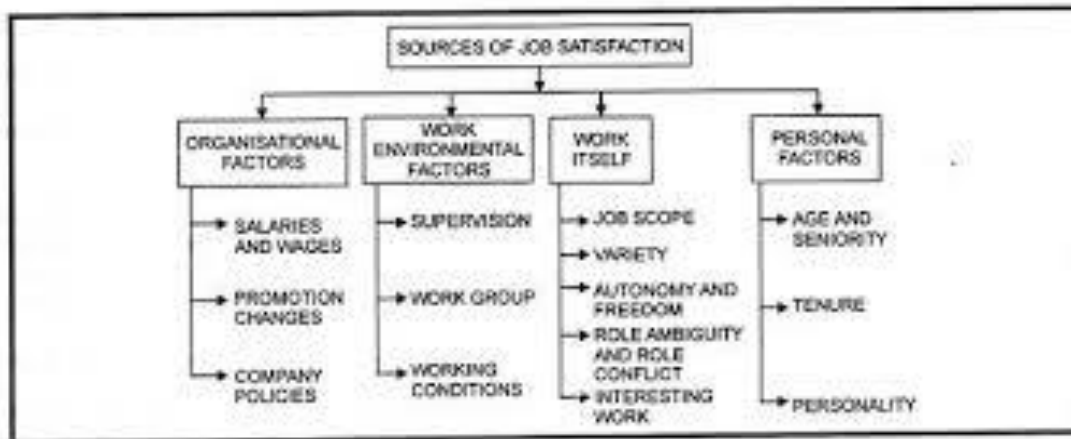 SOURCES OF JOB SATISFACTION
ORGANISATIONAL
FACTORS
SALARIES
AND WAGES
PROMOTION
CHANGES
COMPANY
POLICIES
WORK
ENVIRONMENTAL
FACTORS
SUPERVISION
WORK GROUP
WORKING
CONDITIONS
WORK
ITSELF
JOB SCOPE
VARIETY
AUTONOMY AND
FREEDOM
ROLE AMBIGUITY
AND ROLE
CONFLICT
INTERESTING
WORK
PERSONAL
FACTORS
AGE AND
SENIORITY
TENURE
PERSONALITY